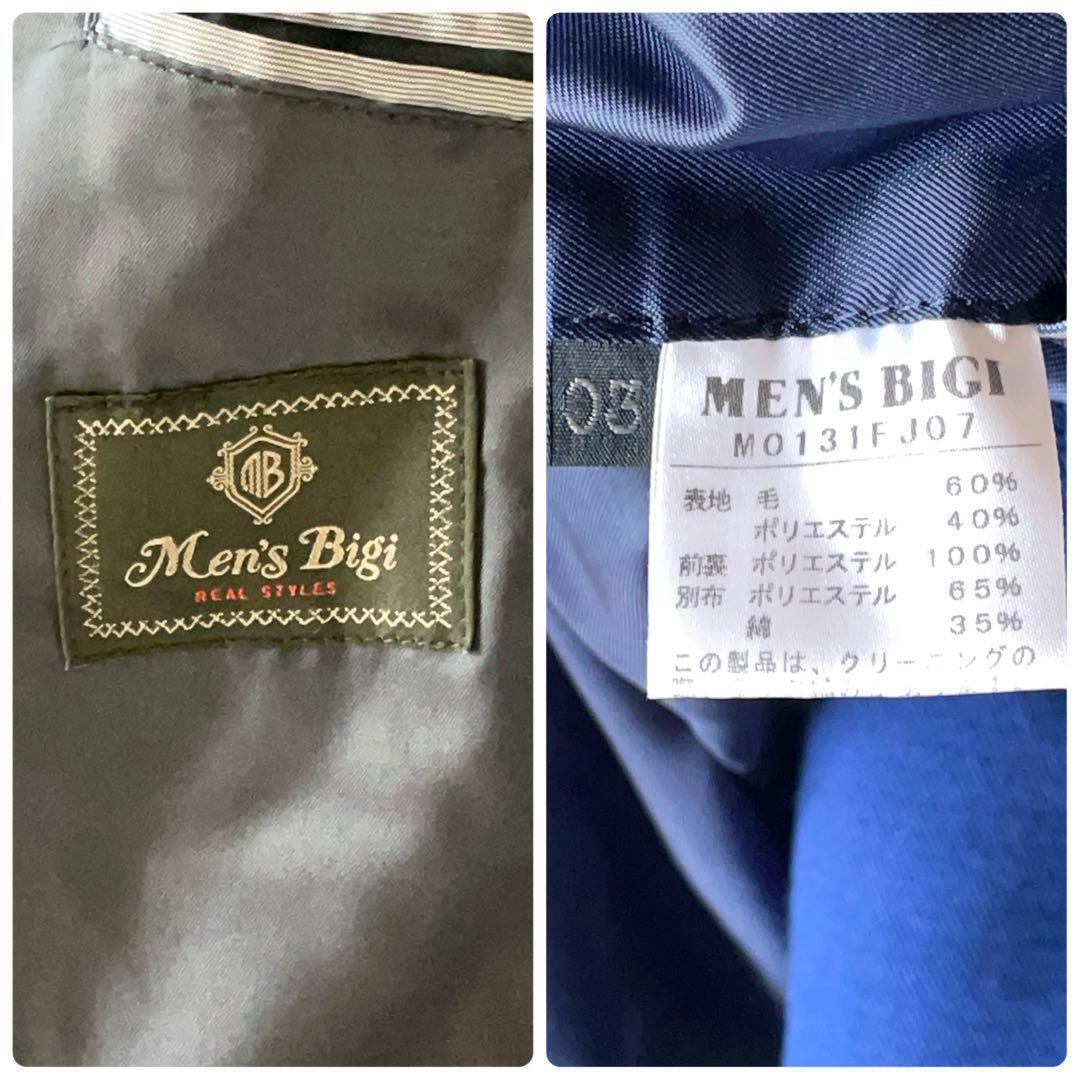 MB
Men's Bigi
REAL STYLES
03
MEN'S BIGI
M0131FJ07
表地 毛 60%
ポリエステル 40%
前裏 ポリエステル 100%
別布 ポリエステル 65%
綿 35%
この製品は、クリーニングの